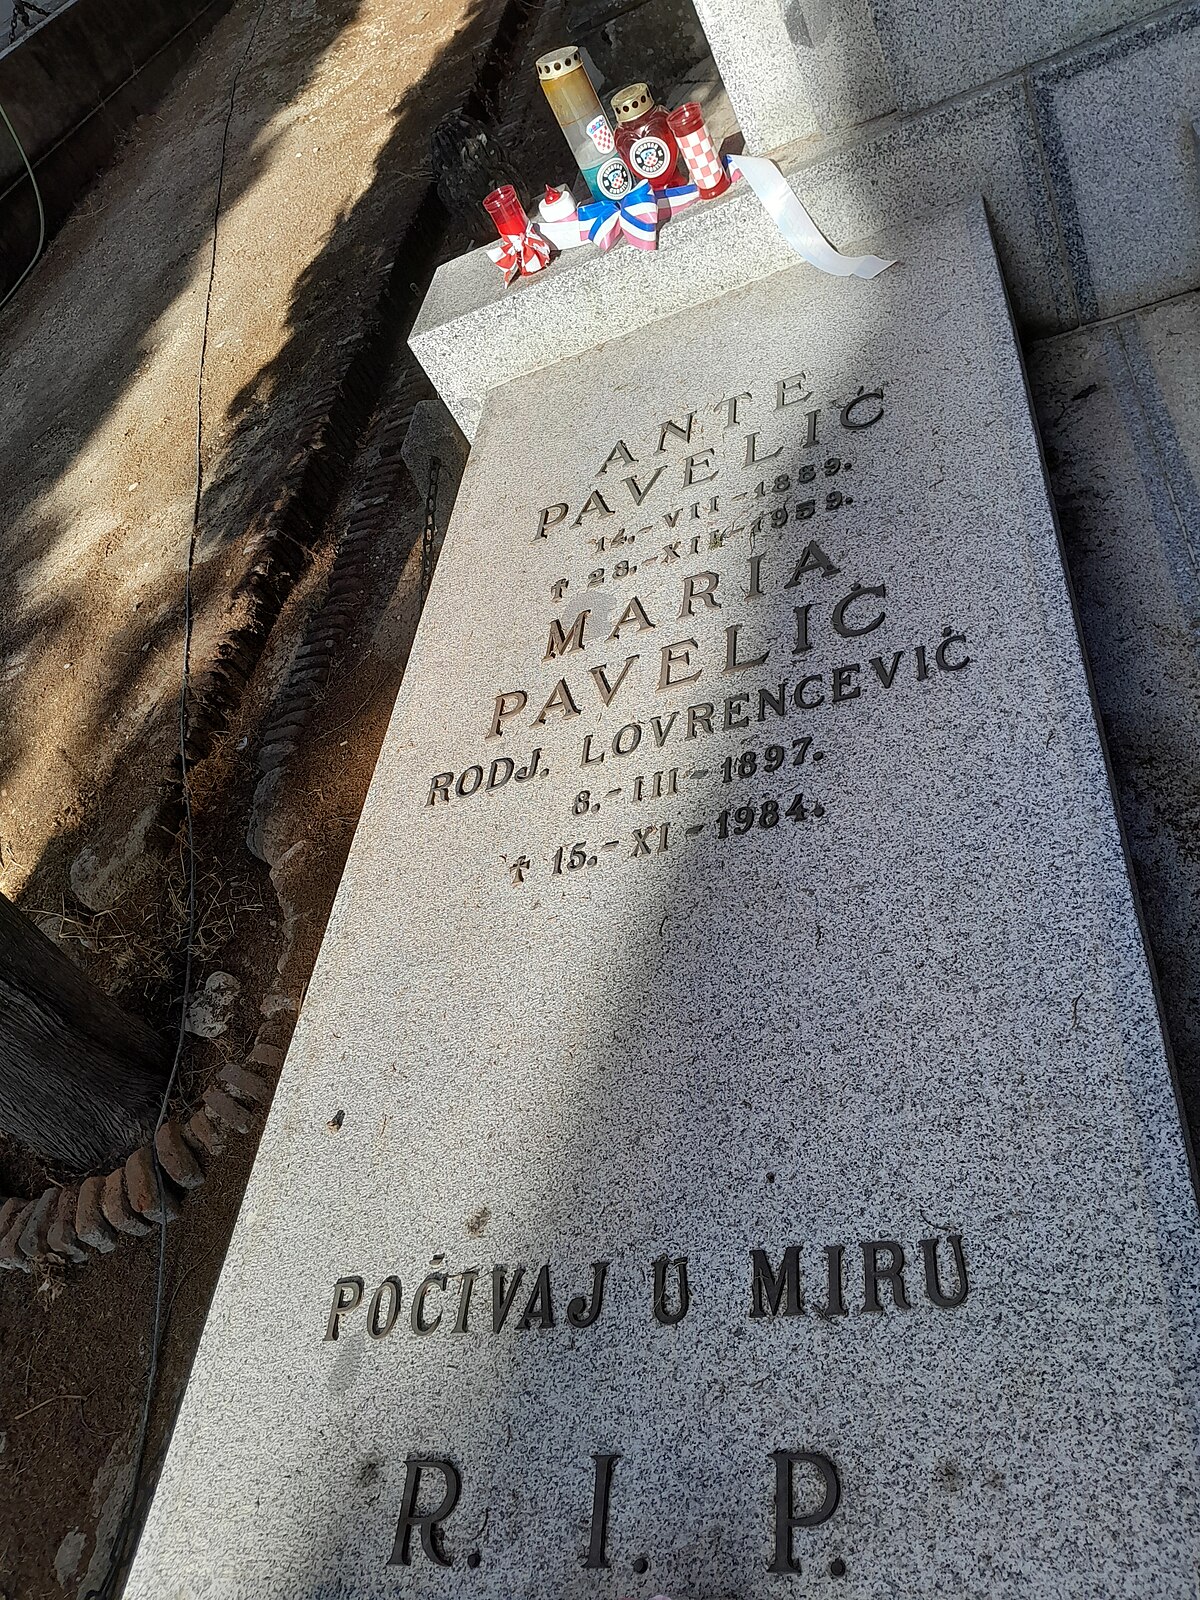 ANTE
PAVELIĆ
14.-VII-1889.
† 28.-XII-1959.
MARIA
PAVELIĆ
RODJ. LOVRENCEVIĆ
8.-III-1897.
† 15.-XI-1984.
POČIVAJ U MIRU
R. I. P.